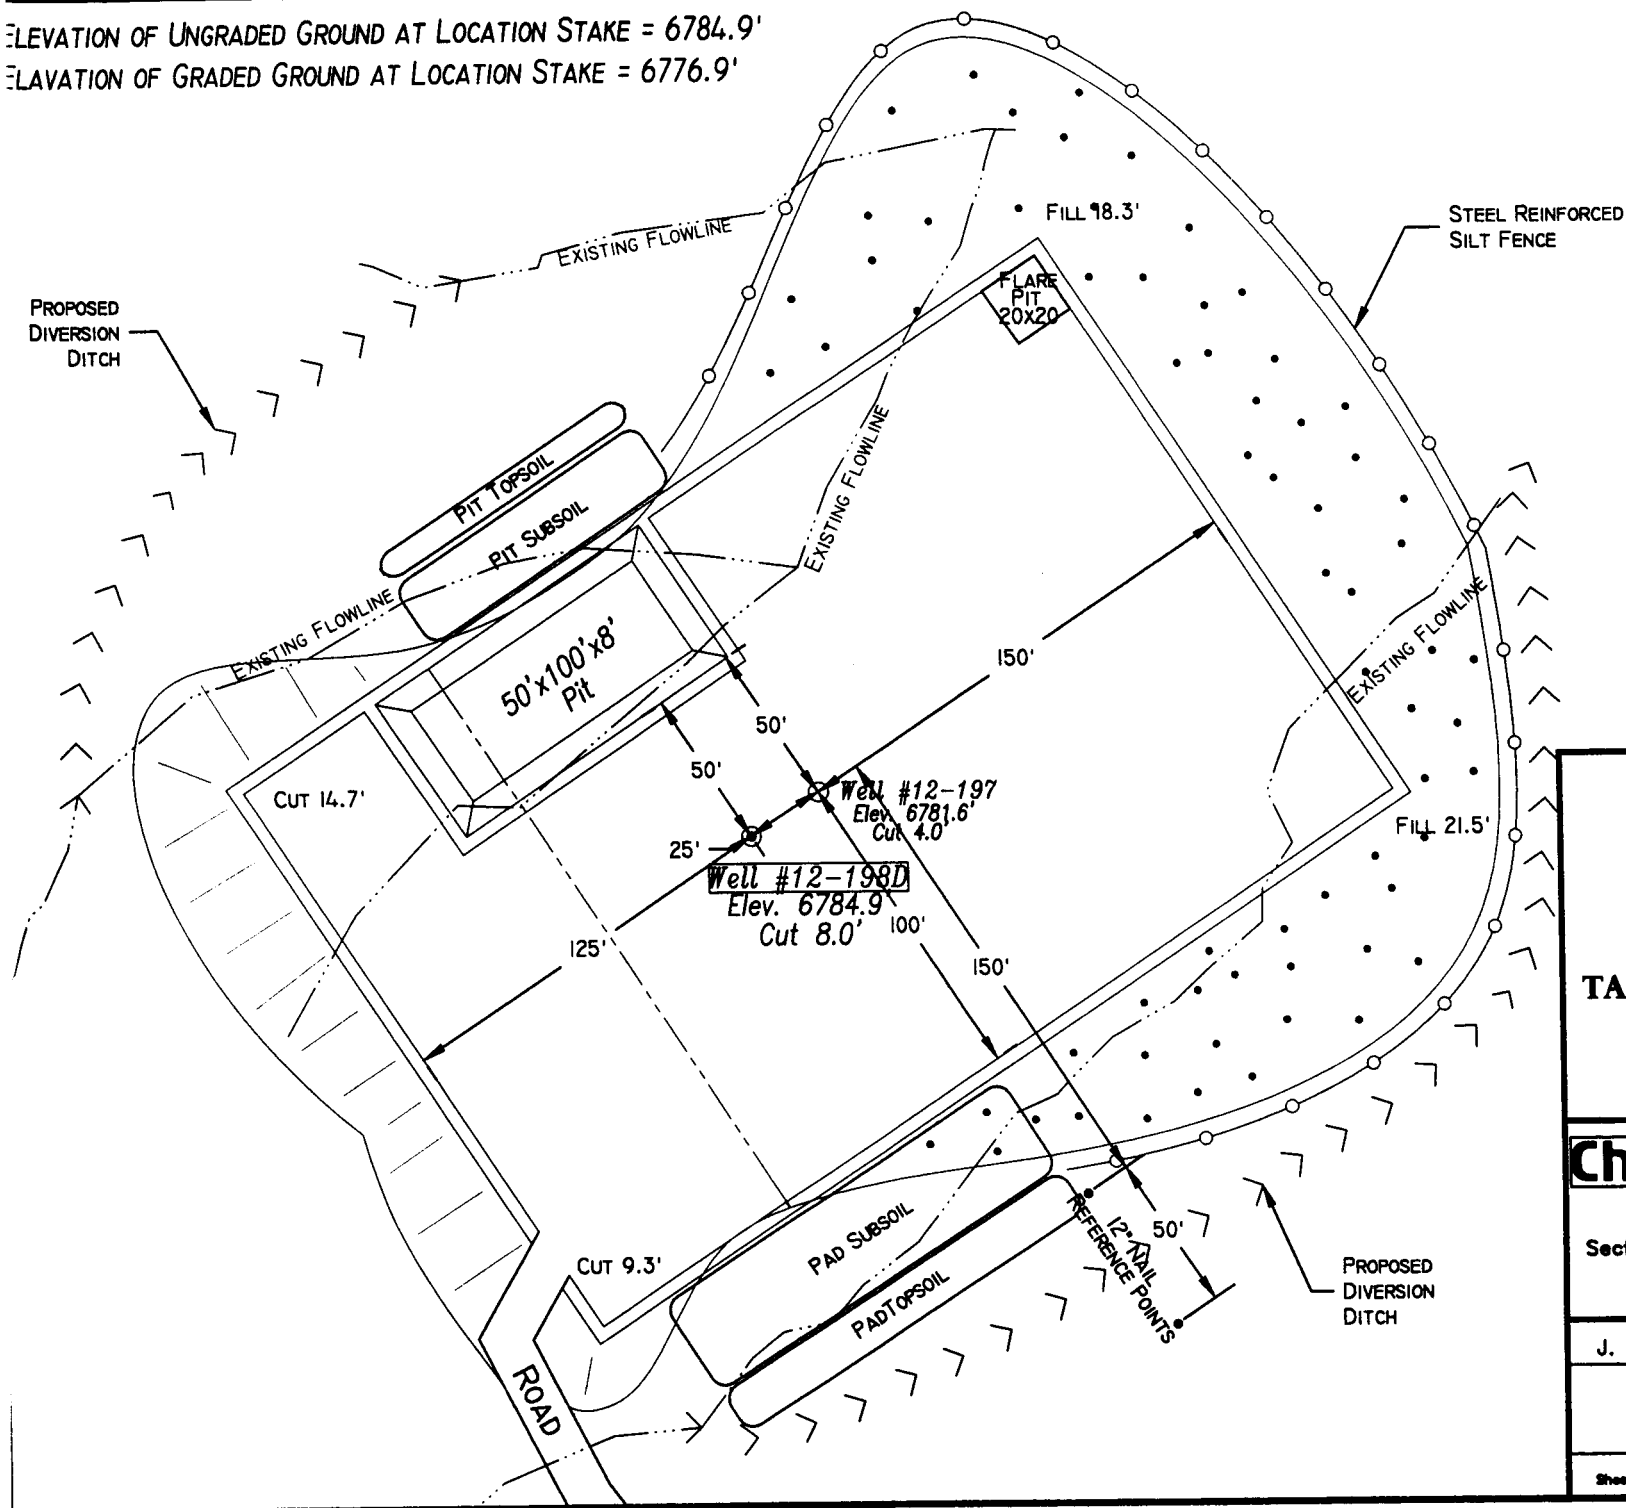 ELEVATION OF UNGRADED GROUND AT LOCATION STAKE = 6784.9'
ELAVATION OF GRADED GROUND AT LOCATION STAKE = 6776.9'
FILL 18.3'
STEEL REINFORCED
SILT FENCE
EXISTING FLOWLINE
FLARE
PIT
20X20
PROPOSED
DIVERSION
DITCH
PIT TOPSOIL
PIT SUBSOIL
EXISTING FLOWLINE
EXISTING FLOWLINE
EXISTING FLOWLINE
50'x100'x8'
Pit
150'
50'
50'
CUT 14.7'
Well #12-197
Elev. 6781.6'
Cut 4.0'
FILL 21.5'
25'
Well #12-198D
Elev. 6784.9'
Cut 8.0'
100'
125'
150'
TA
Ch
PAD SUBSOIL
PAD TOPSOIL
12" NAIL
REFERENCE POINTS
50'
CUT 9.3'
PROPOSED
DIVERSION
DITCH
Sect
J.
ROAD
Shee